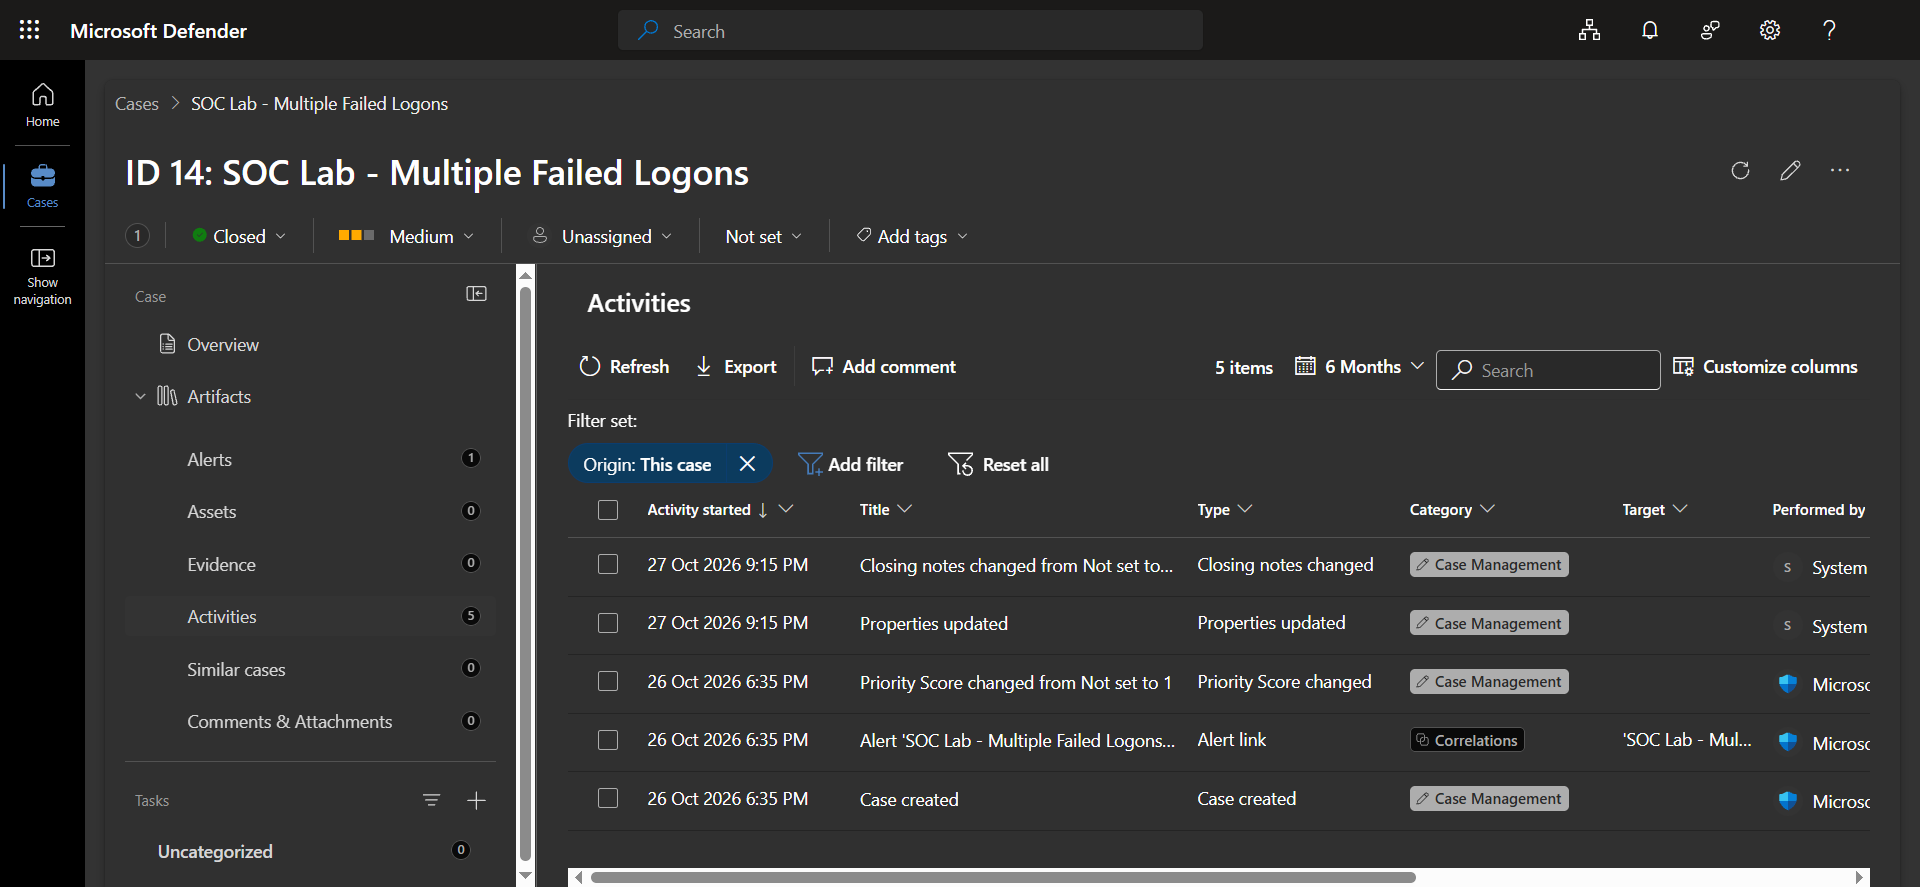 Microsoft Defender
Search
?
Home
Cases
Show
navigation
Cases > SOC Lab - Multiple Failed Logons
ID 14: SOC Lab - Multiple Failed Logons
1
Closed
Medium
Unassigned
Not set
Add tags
Case
Overview
Artifacts
Alerts 1
Assets 0
Evidence 0
Activities 5
Similar cases 0
Comments & Attachments 0
Tasks
Uncategorized 0
Activities
Refresh
Export
Add comment
5 items
6 Months
Search
Customize columns
Filter set:
Origin: This case
Add filter
Reset all
Activity started Title Type Category Target Performed by
27 Oct 2026 9:15 PM Closing notes changed from Not set to... Closing notes changed Case Management S System
27 Oct 2026 9:15 PM Properties updated Properties updated Case Management S System
26 Oct 2026 6:35 PM Priority Score changed from Not set to 1 Priority Score changed Case Management Microsc
26 Oct 2026 6:35 PM Alert 'SOC Lab - Multiple Failed Logons... Alert link Correlations 'SOC Lab - Mul... Microsc
26 Oct 2026 6:35 PM Case created Case created Case Management Microsc